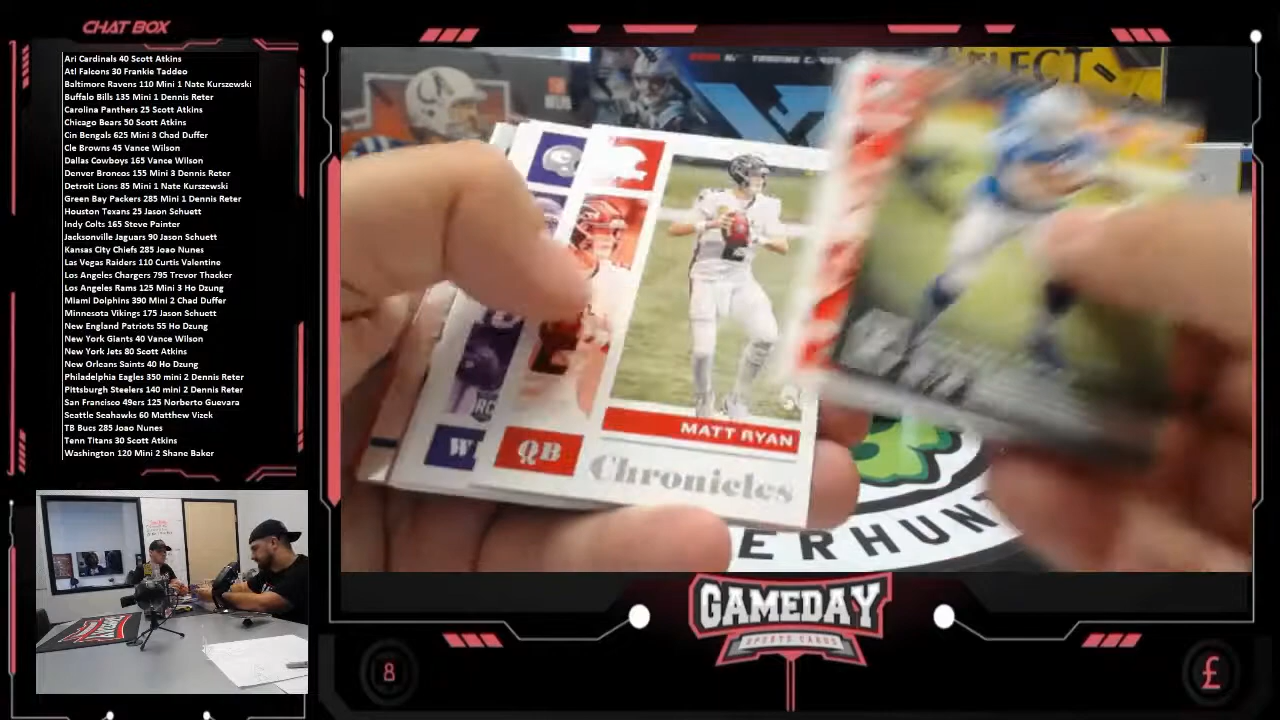 CHAT BOX
Ari Cardinals 40 Scott Atkins
Atl Falcons 30 Frankie Taddeo
Baltimore Ravens 110 Mini 1 Nate Kurszewski
Buffalo Bills 135 Mini 1 Dennis Reter
Carolina Panthers 25 Scott Atkins
Chicago Bears 50 Scott Atkins
Cin Bengals 625 Mini 3 Chad Duffer
Cle Browns 45 Vance Wilson
Dallas Cowboys 165 Vance Wilson
Denver Broncos 155 Mini 3 Dennis Reter
Detroit Lions 85 Mini 1 Nate Kurszewski
Green Bay Packers 285 Mini 1 Dennis Reter
Houston Texans 25 Jason Schuett
Indy Colts 165 Steve Painter
Jacksonville Jaguars 90 Jason Schuett
Kansas City Chiefs 285 Joao Nunes
Las Vegas Raiders 110 Curtis Valentine
Los Angeles Chargers 795 Trevor Thacker
Los Angeles Rams 125 Mini 3 Ho Dzung
Miami Dolphins 390 Mini 2 Chad Duffer
Minnesota Vikings 175 Jason Schuett
New England Patriots 55 Ho Dzung
New York Giants 40 Vance Wilson
New York Jets 80 Scott Atkins
New Orleans Saints 40 Ho Dzung
Philadelphia Eagles 350 mini 2 Dennis Reter
Pittsburgh Steelers 140 mini 2 Dennis Reter
San Francisco 49ers 125 Norberto Guevara
Seattle Seahawks 60 Matthew Vizek
TB Bucs 285 Joao Nunes
Tenn Titans 30 Scott Atkins
Washington 120 Mini 2 Shane Baker
MATT RYAN
QB
Chronicles
RC
W
ERHUN
GAMEDAY
SPORTS CARDS
8
£